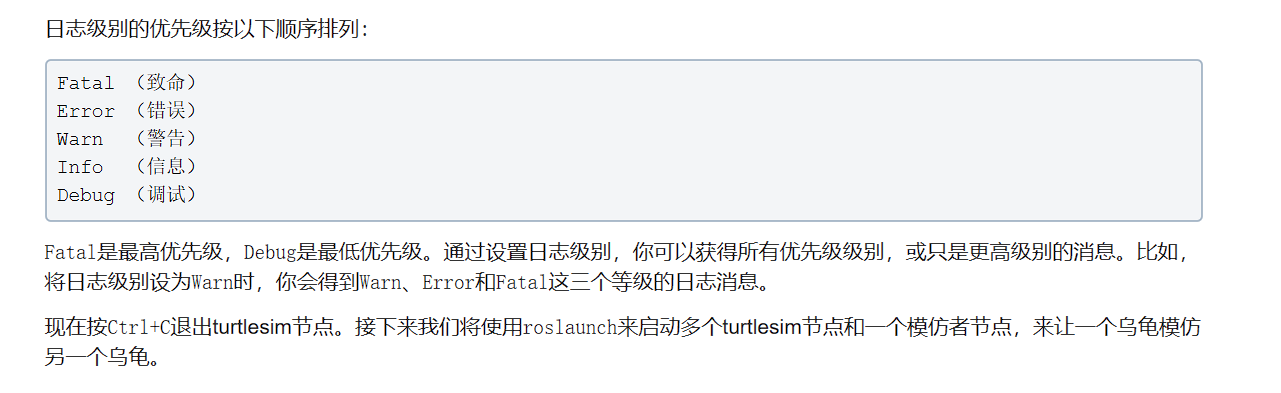 日志级别的优先级按以下顺序排列：
Fatal （致命）
Error （错误）
Warn  （警告）
Info  （信息）
Debug （调试）
Fatal是最高优先级，Debug是最低优先级。通过设置日志级别，你可以获得所有优先级级别，或只是更高级别的消息。比如，
将日志级别设为Warn时，你会得到Warn、Error和Fatal这三个等级的日志消息。
现在按Ctrl+C退出turtlesim节点。接下来我们将使用roslaunch来启动多个turtlesim节点和一个模仿者节点，来让一个乌龟模仿
另一个乌龟。